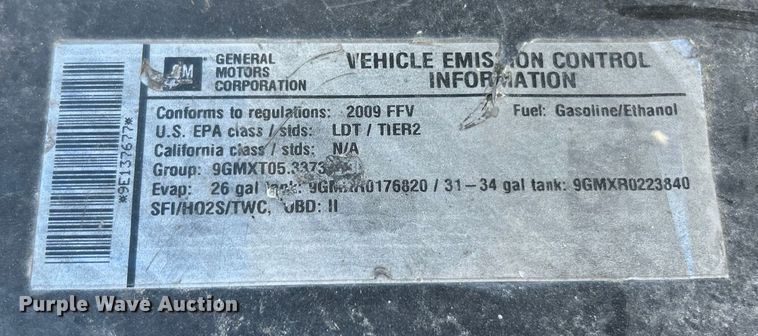 GM
GENERAL
MOTORS
CORPORATION
VEHICLE EMISSION CONTROL
INFORMATION
Conforms to regulations: 2009 FFV Fuel: Gasoline/Ethanol
U.S. EPA class / stds: LDT / TIER2
California class / stds: N/A
Group:
Evap: 26 gal tank: 9GMXR0176820 / 31-34 gal tank: 9GMXR0223840
SFI/HO2S/TWC, OBD: II
*9E137677*
Purple Wave Auction